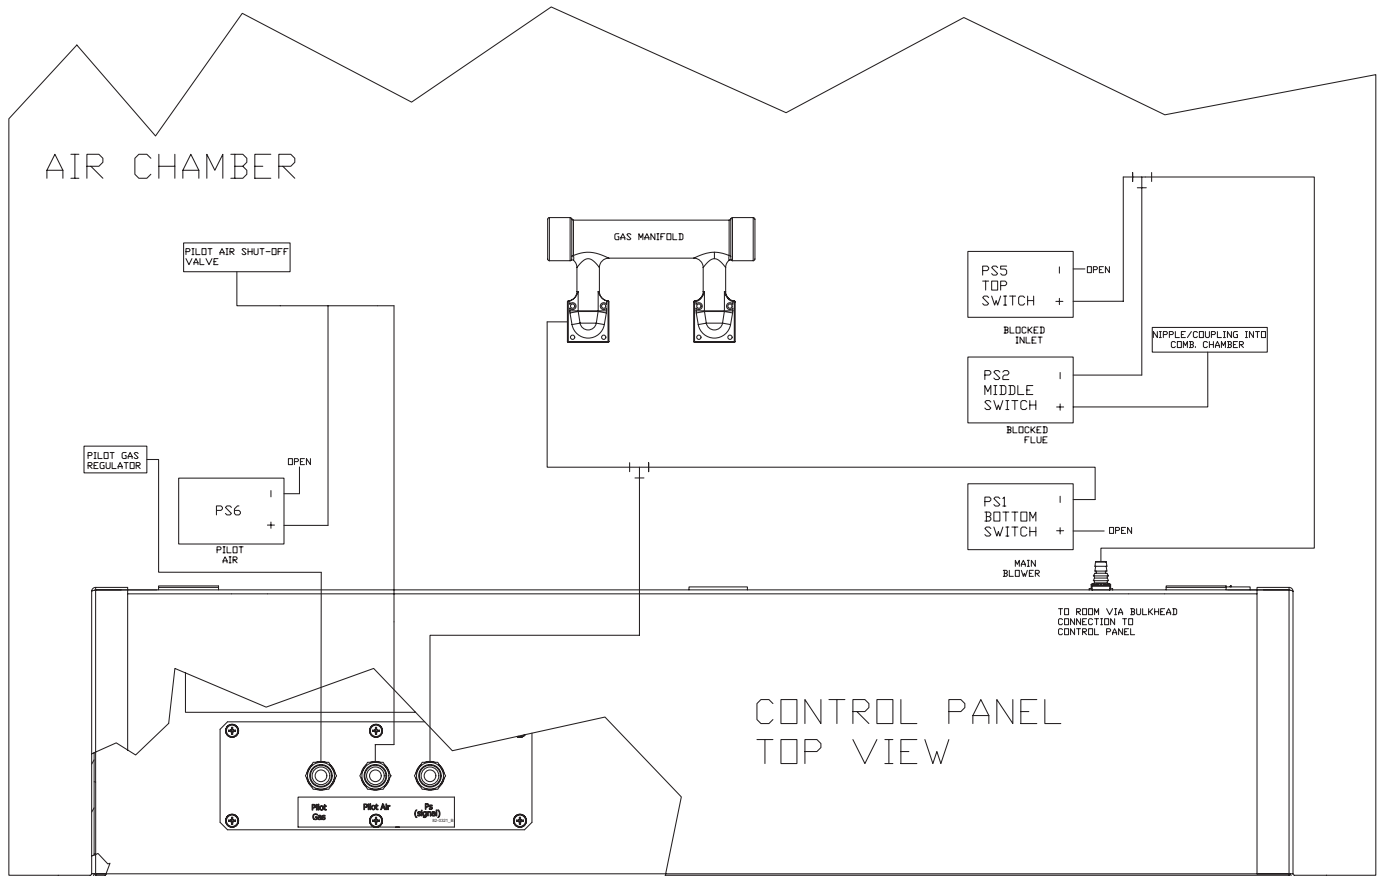 AIR CHAMBER
PILOT AIR SHUT-OFF
VALVE
GAS MANIFOLD
PS5
TOP
SWITCH
-
+
OPEN
BLOCKED
INLET
NIPPLE/COUPLING INTO
COMB. CHAMBER
PS2
MIDDLE
SWITCH
-
+
BLOCKED
FLUE
PILOT GAS
REGULATOR
OPEN
PS6
-
+
PILOT
AIR
PS1
BOTTOM
SWITCH
-
+
OPEN
MAIN
BLOWER
TO ROOM VIA BULKHEAD
CONNECTION TO
CONTROL PANEL
CONTROL PANEL
TOP VIEW
Pilot
Gas
Pilot Air
Ps
(signal)